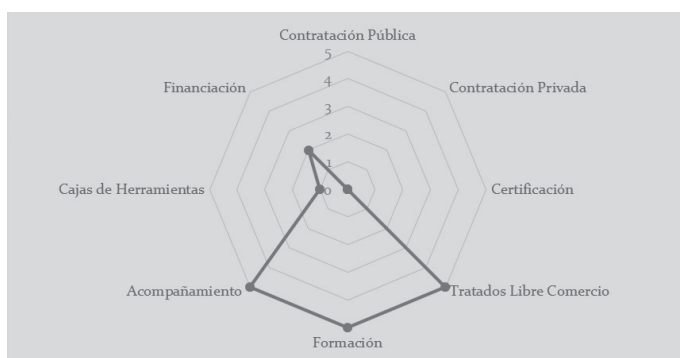 Contratación Pública
5
Financiación
4
Contratación Privada
3
2
1
Cajas de Herramientas
0
Certificación
Acompañamiento
Tratados Libre Comercio
Formación